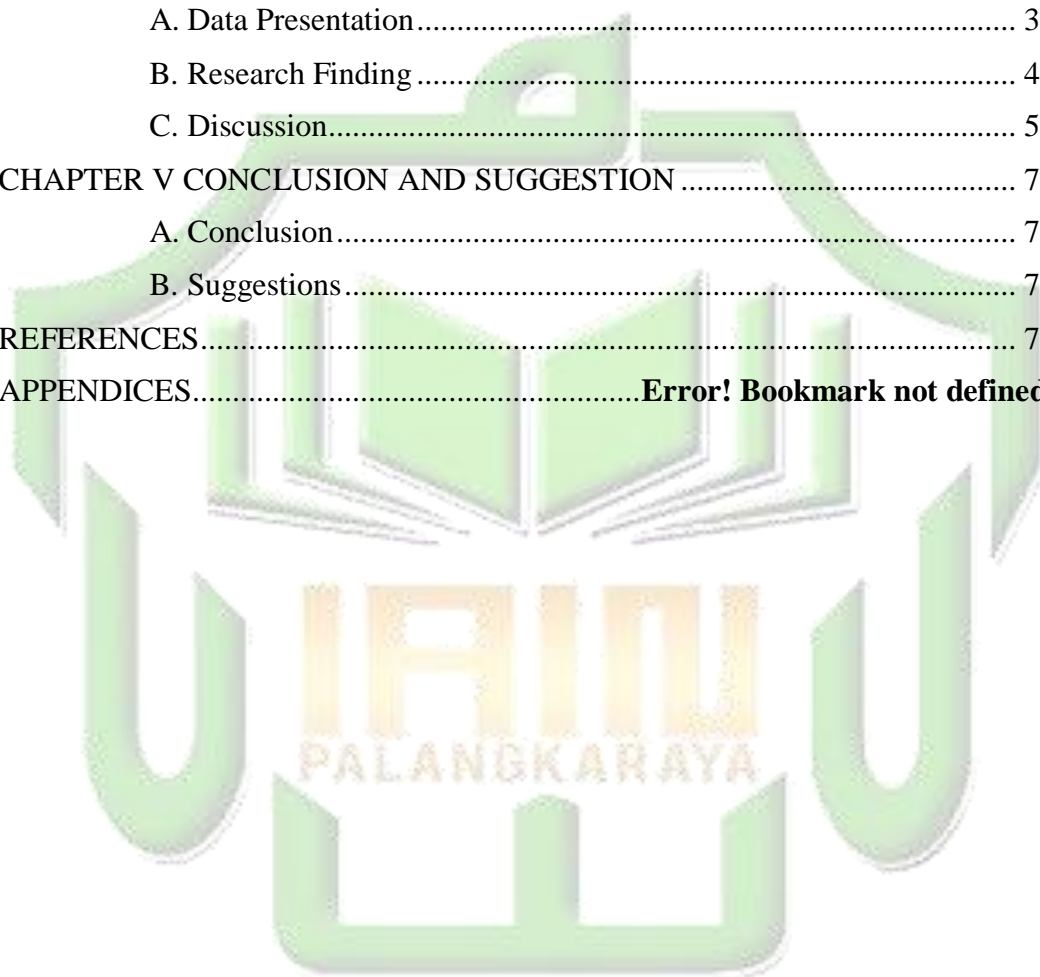 A. Data Presentation.......................................................................... 3
B. Research Finding.......................................................................... 4
C. Discussion..................................................................................... 5
CHAPTER V CONCLUSION AND SUGGESTION.......................................... 7
A. Conclusion.................................................................................... 7
B. Suggestions................................................................................... 7
REFERENCES..................................................................................................... 7
APPENDICES.......................................................Error! Bookmark not defined
IAIN
PALANGKARAYA